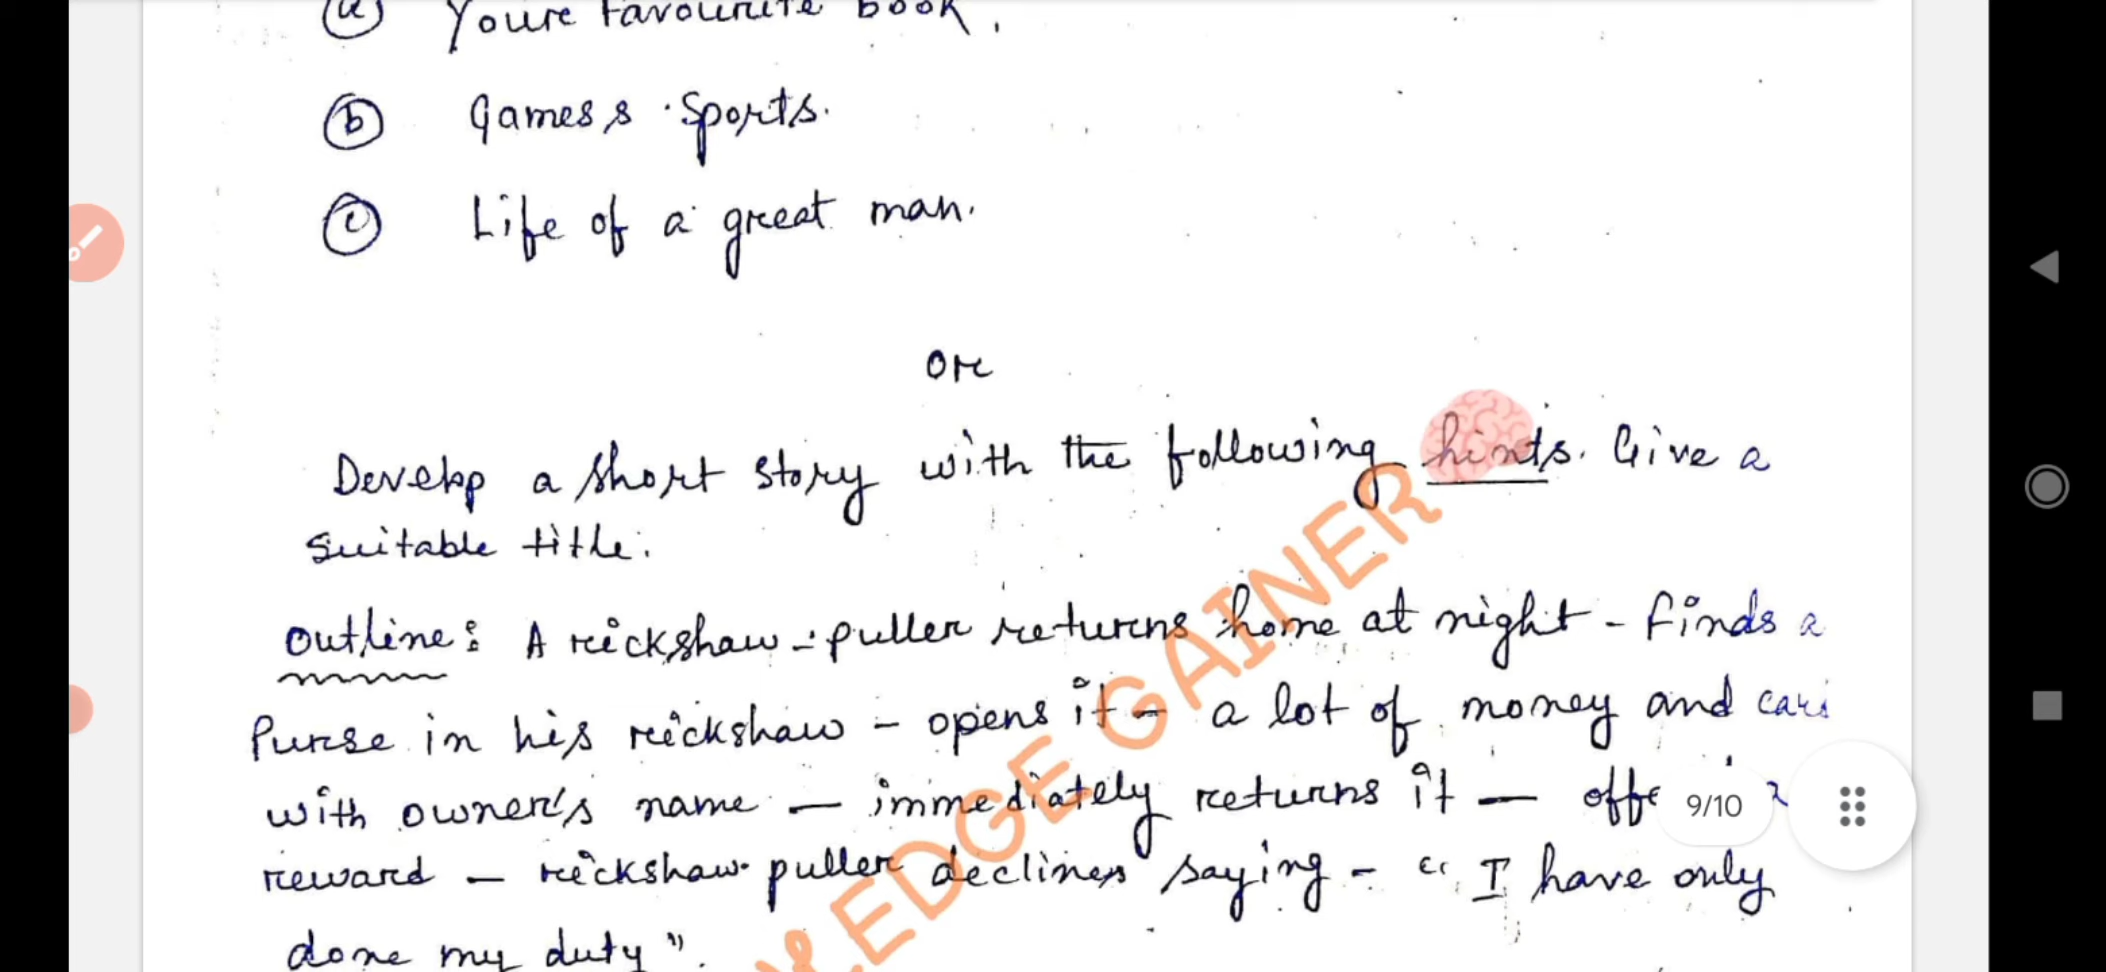 (a) Youre Favourite book.
(b) Games & Sports.
(c) Life of a great man.
Or
Develop a short story with the following hints. Give a
suitable title.
Outline: A rickshaw-puller returns home at night - finds a
Purse in his rickshaw - opens it - a lot of money and
with owner's name - immediately returns it -
9/10
reward - rickshaw puller declines saying - "I have only
done my duty".
EDGE GAINER